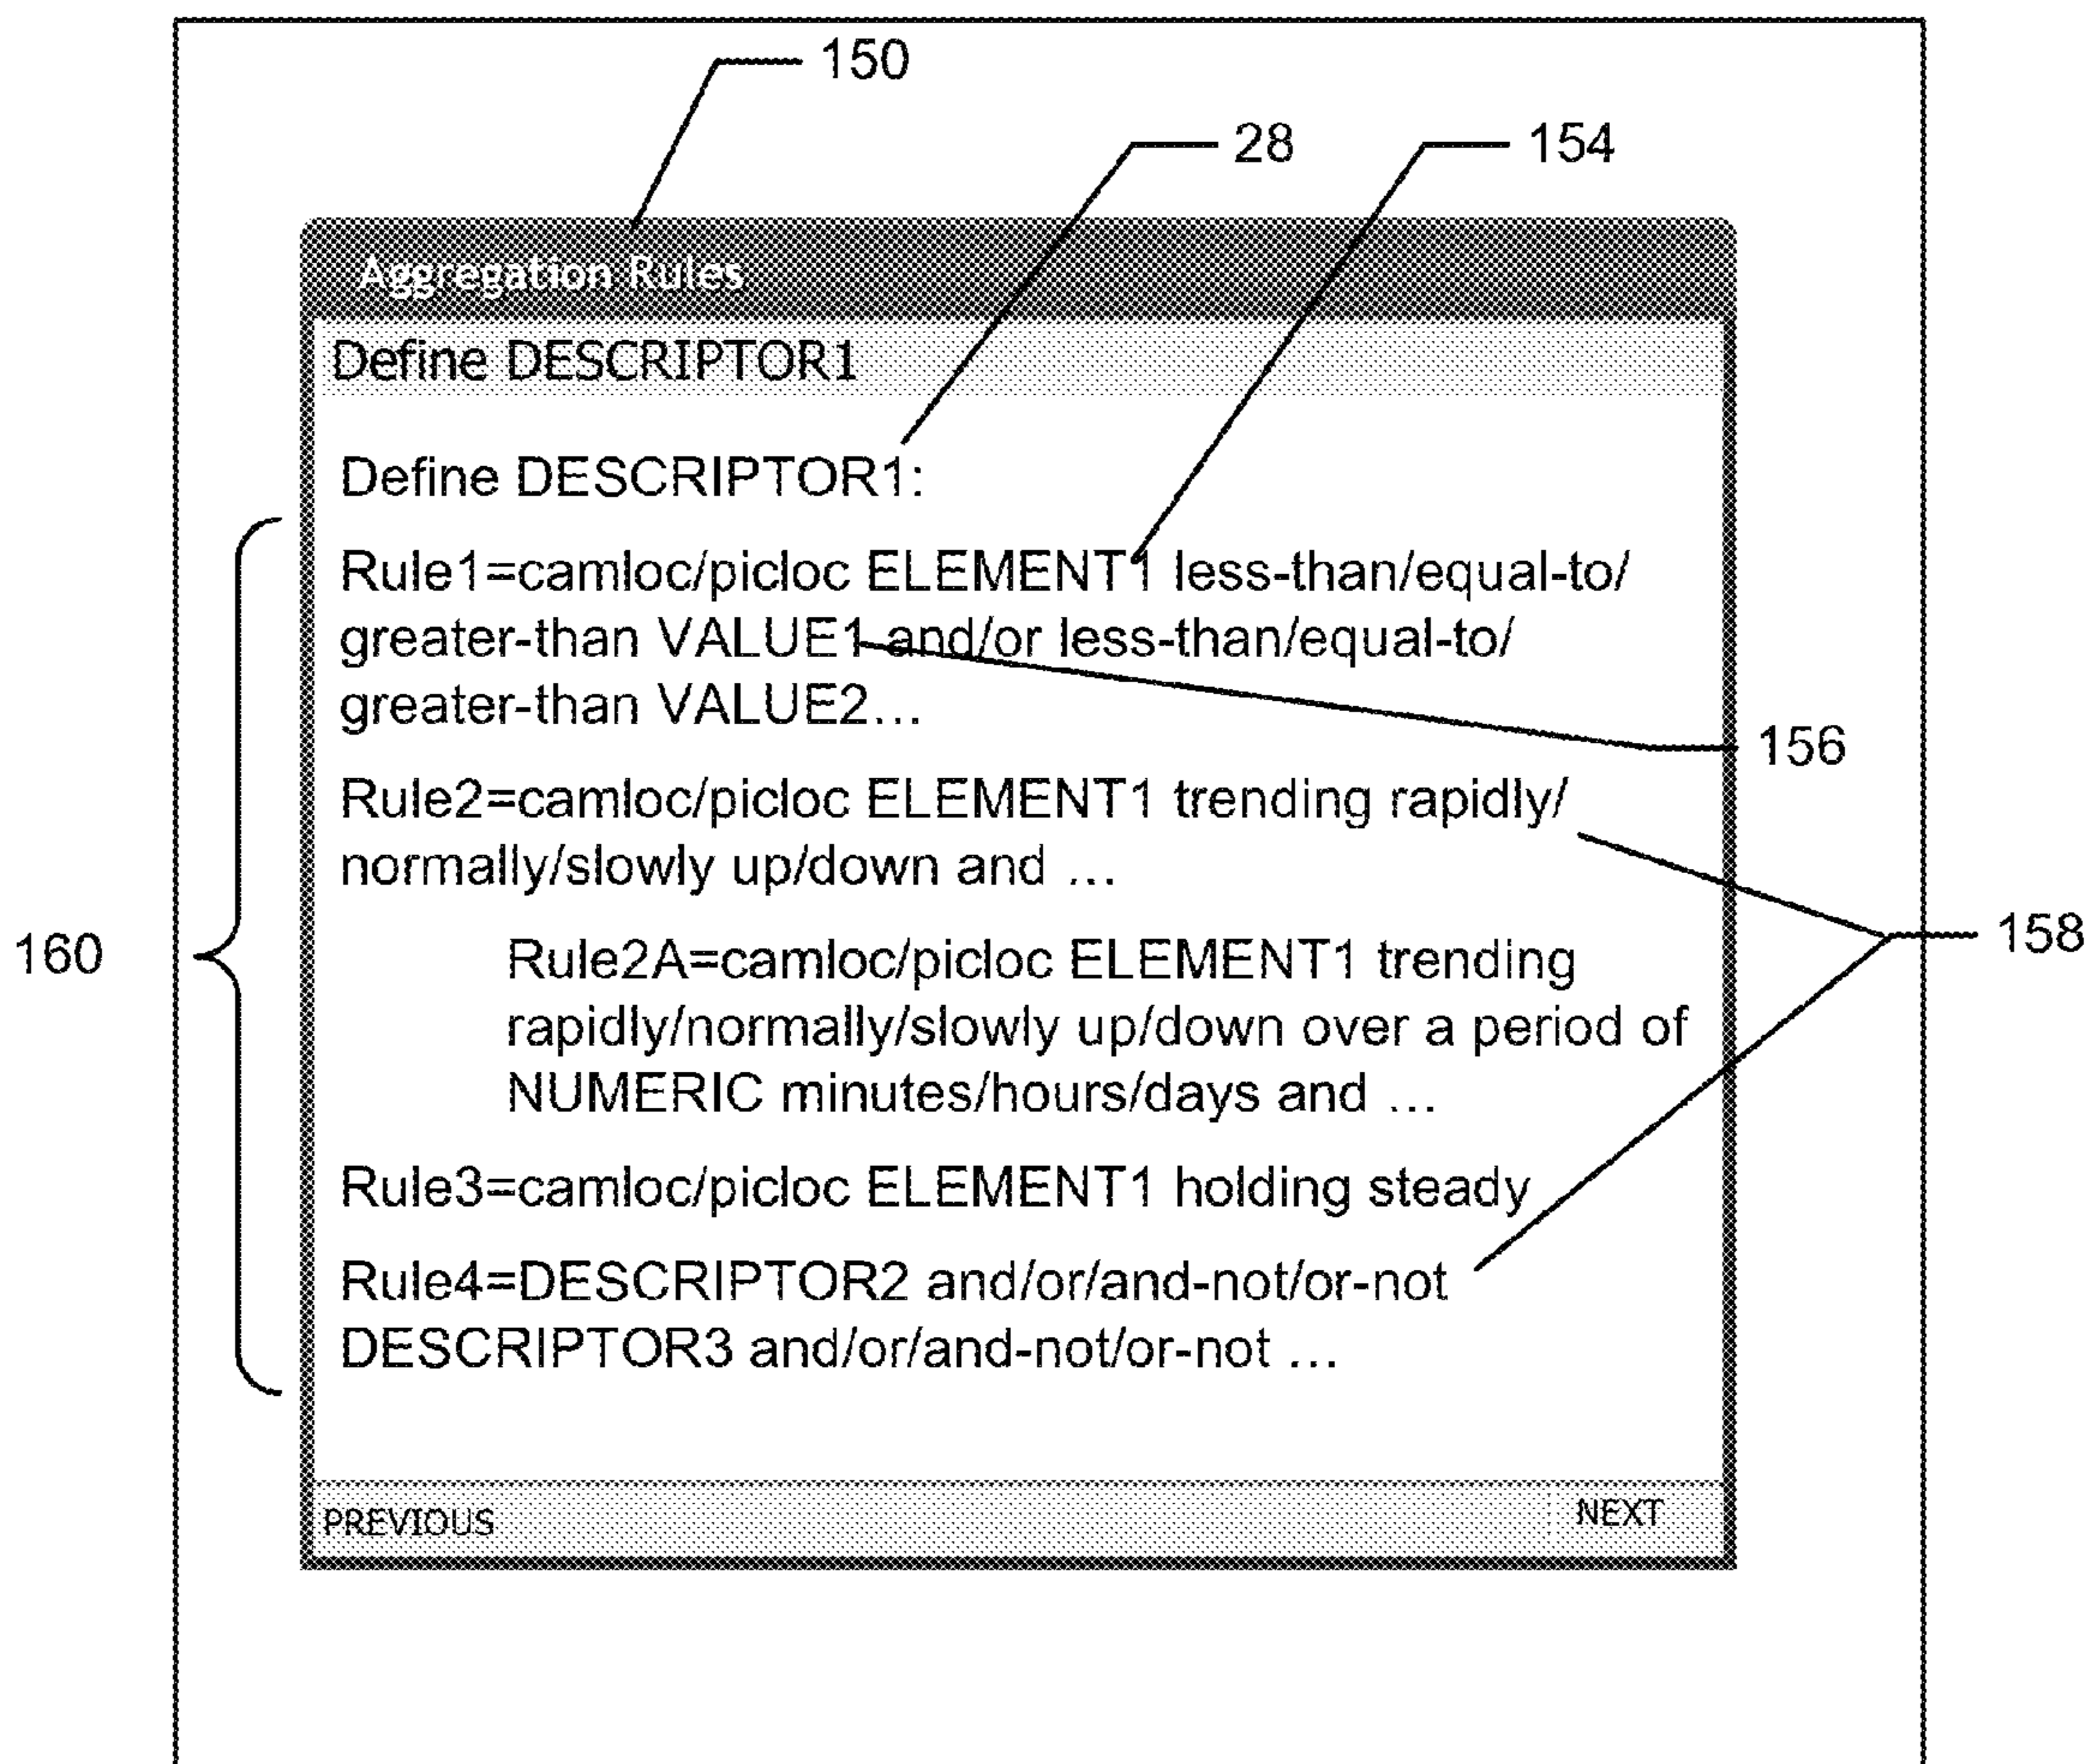 150
28
154
Aggregation Rules
Define DESCRIPTOR1
Define DESCRIPTOR1:
Rule1=camloc/picloc ELEMENT1 less-than/equal-to/
greater-than VALUE1 and/or less-than/equal-to/
greater-than VALUE2...
156
Rule2=camloc/picloc ELEMENT1 trending rapidly/
normally/slowly up/down and ...
158
160
Rule2A=camloc/picloc ELEMENT1 trending
rapidly/normally/slowly up/down over a period of
NUMERIC minutes/hours/days and ...
Rule3=camloc/picloc ELEMENT1 holding steady
Rule4=DESCRIPTOR2 and/or/and-not/or-not
DESCRIPTOR3 and/or/and-not/or-not ...
PREVIOUS
NEXT